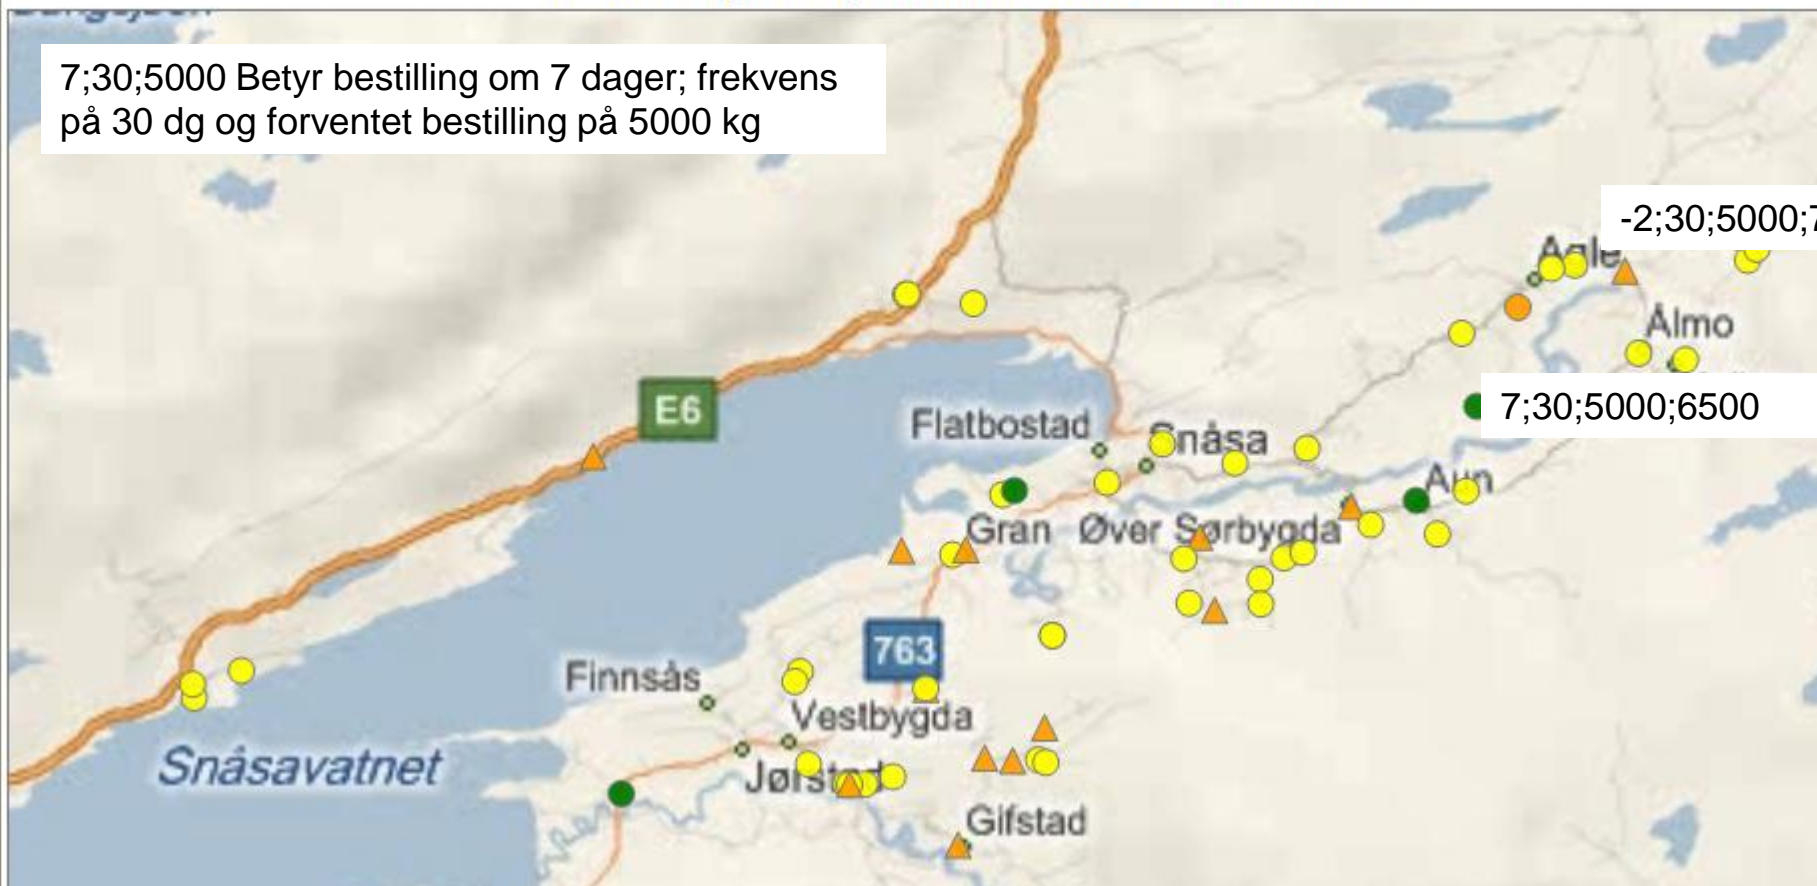 7;30;5000 Betyr bestilling om 7 dager; frekvens
på 30 dg og forventet bestilling på 5000 kg
-2;30;5000;7
Agle
Ålmo
E6
7;30;5000;6500
Flatbostad
Snåsa
Aun
Gran
Øver Sørbygda
763
Finnsås
Vestbygda
Snåsavatnet
Jørstad
Gifstad